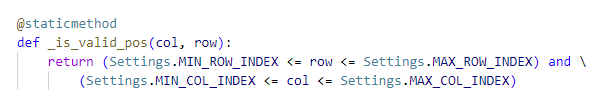 @staticmethod
def _is_valid_pos(col, row):
    return (Settings.MIN_ROW_INDEX <= row <= Settings.MAX_ROW_INDEX) and \
        (Settings.MIN_COL_INDEX <= col <= Settings.MAX_COL_INDEX)